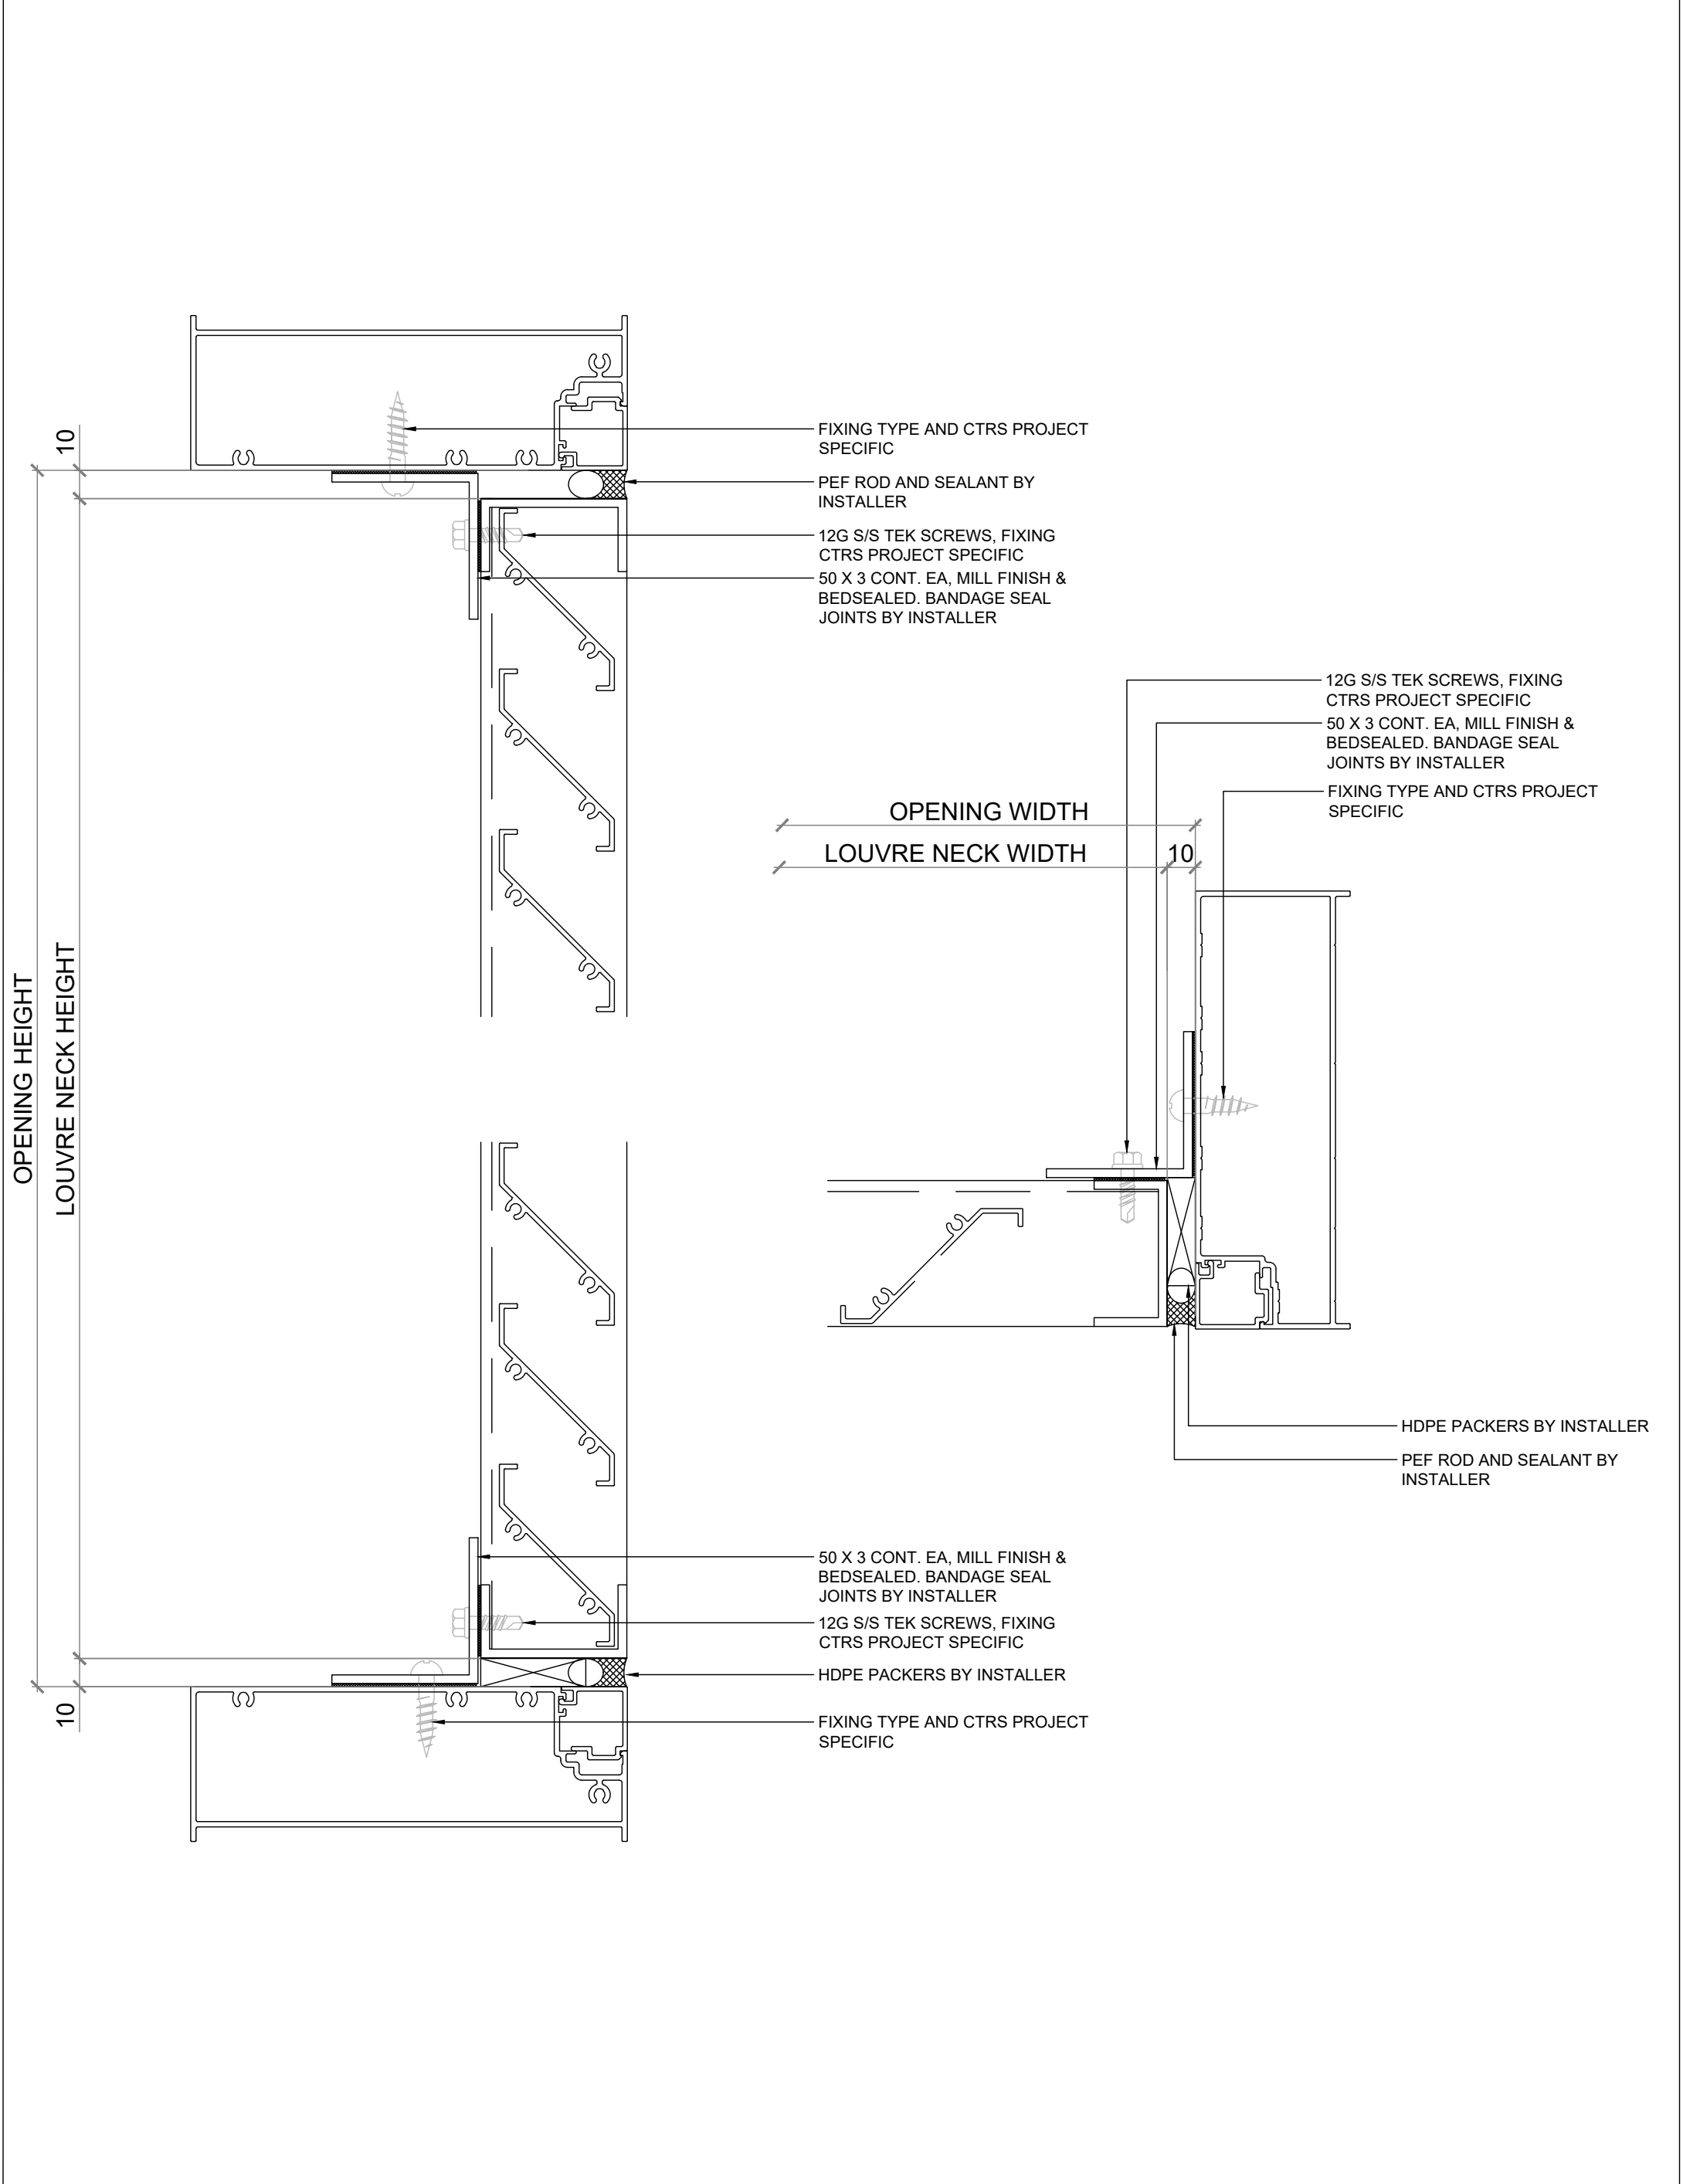 FIXING TYPE AND CTRS PROJECT
SPECIFIC
10
PEF ROD AND SEALANT BY
INSTALLER
12G S/S TEK SCREWS, FIXING
CTRS PROJECT SPECIFIC
50 X 3 CONT. EA, MILL FINISH &
BEDSEALED. BANDAGE SEAL
JOINTS BY INSTALLER
12G S/S TEK SCREWS, FIXING
CTRS PROJECT SPECIFIC
50 X 3 CONT. EA, MILL FINISH &
BEDSEALED. BANDAGE SEAL
JOINTS BY INSTALLER
FIXING TYPE AND CTRS PROJECT
SPECIFIC
OPENING WIDTH
LOUVRE NECK WIDTH
10
OPENING HEIGHT
LOUVRE NECK HEIGHT
HDPE PACKERS BY INSTALLER
PEF ROD AND SEALANT BY
INSTALLER
50 X 3 CONT. EA, MILL FINISH &
BEDSEALED. BANDAGE SEAL
JOINTS BY INSTALLER
12G S/S TEK SCREWS, FIXING
CTRS PROJECT SPECIFIC
HDPE PACKERS BY INSTALLER
10
FIXING TYPE AND CTRS PROJECT
SPECIFIC